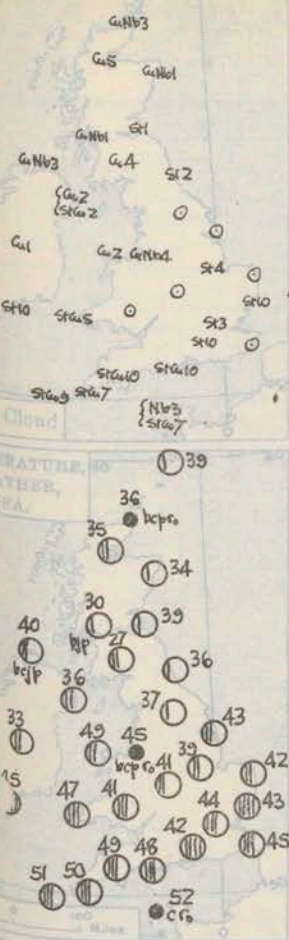 CuNb3
Cu5
CuNb1
CuNb1 St1
CuNb3 Cu4
St2
{Cu2
{StCu2
Cu1
Cu2 CuNb4
St4
St10
St10 StCu5
St3
St10
StCu10 StCu10
StCu9 StCu7
{Nb3
{StCu7
Cloud
39
36
bcpr₀
35
34
30 39
40
bjp 27
bcjp
36
36
37
33 43
49 45
39
bcpr₀ 41 42
15
47 41
44 43
42
49 48 45
51 50
52
cr₀
Miles